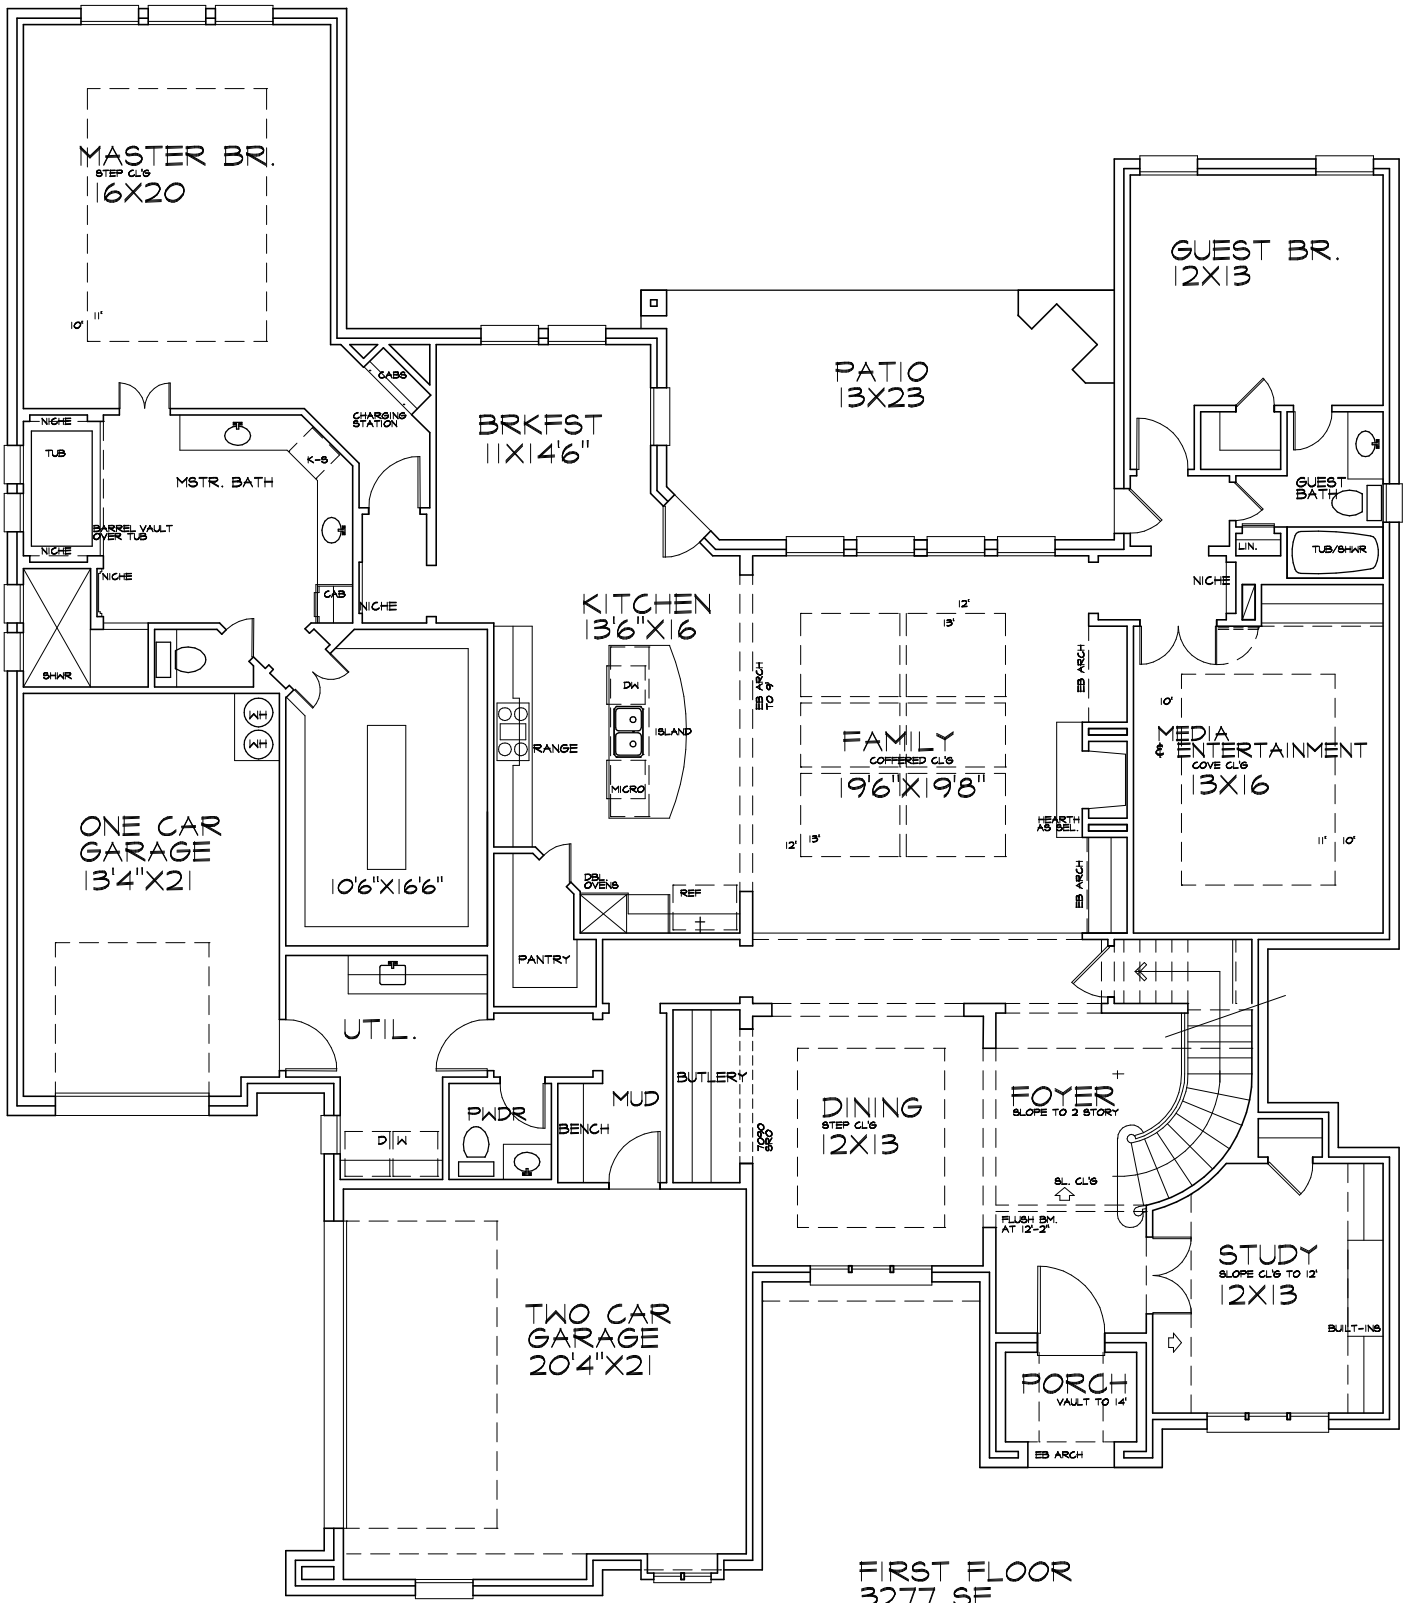 MASTER BR.
STEP CL'G
16X20
10'
11'
GUEST BR.
12X13
PATIO
13X23
CABS
CHARGING
STATION
BRKFST
11X14'6"
NICHE
TUB
K-S
MSTR. BATH
BARREL VAULT
OVER TUB
NICHE
NICHE
CAB
NICHE
SHWR
GUEST
BATH
LIN.
TUB/SHWR
NICHE
KITCHEN
13'6"X16
DW
ISLAND
MICRO
RANGE
EB ARCH
TO 9'
12'
13'
FAMILY
COFFERED CL'G
19'6"X19'8"
12'
13'
EB ARCH
HEARTH
AS SEL.
EB ARCH
10'
MEDIA
& ENTERTAINMENT
COVE CL'G
13X16
11'
10'
WH
WH
ONE CAR
GARAGE
13'4"X21
10'6"X16'6"
DBL.
OVENS
REF
PANTRY
UTIL.
D
W
PWDR
BENCH
MUD
BUTLERY
7090
SRO
DINING
STEP CL'G
12X13
FOYER
SLOPE TO 2 STORY
SL. CL'G
FLUSH BM.
AT 12'-2"
STUDY
SLOPE CL'G TO 12'
12X13
BUILT-INS
TWO CAR
GARAGE
20'4"X21
PORCH
VAULT TO 14'
EB ARCH
FIRST FLOOR
3277 SF